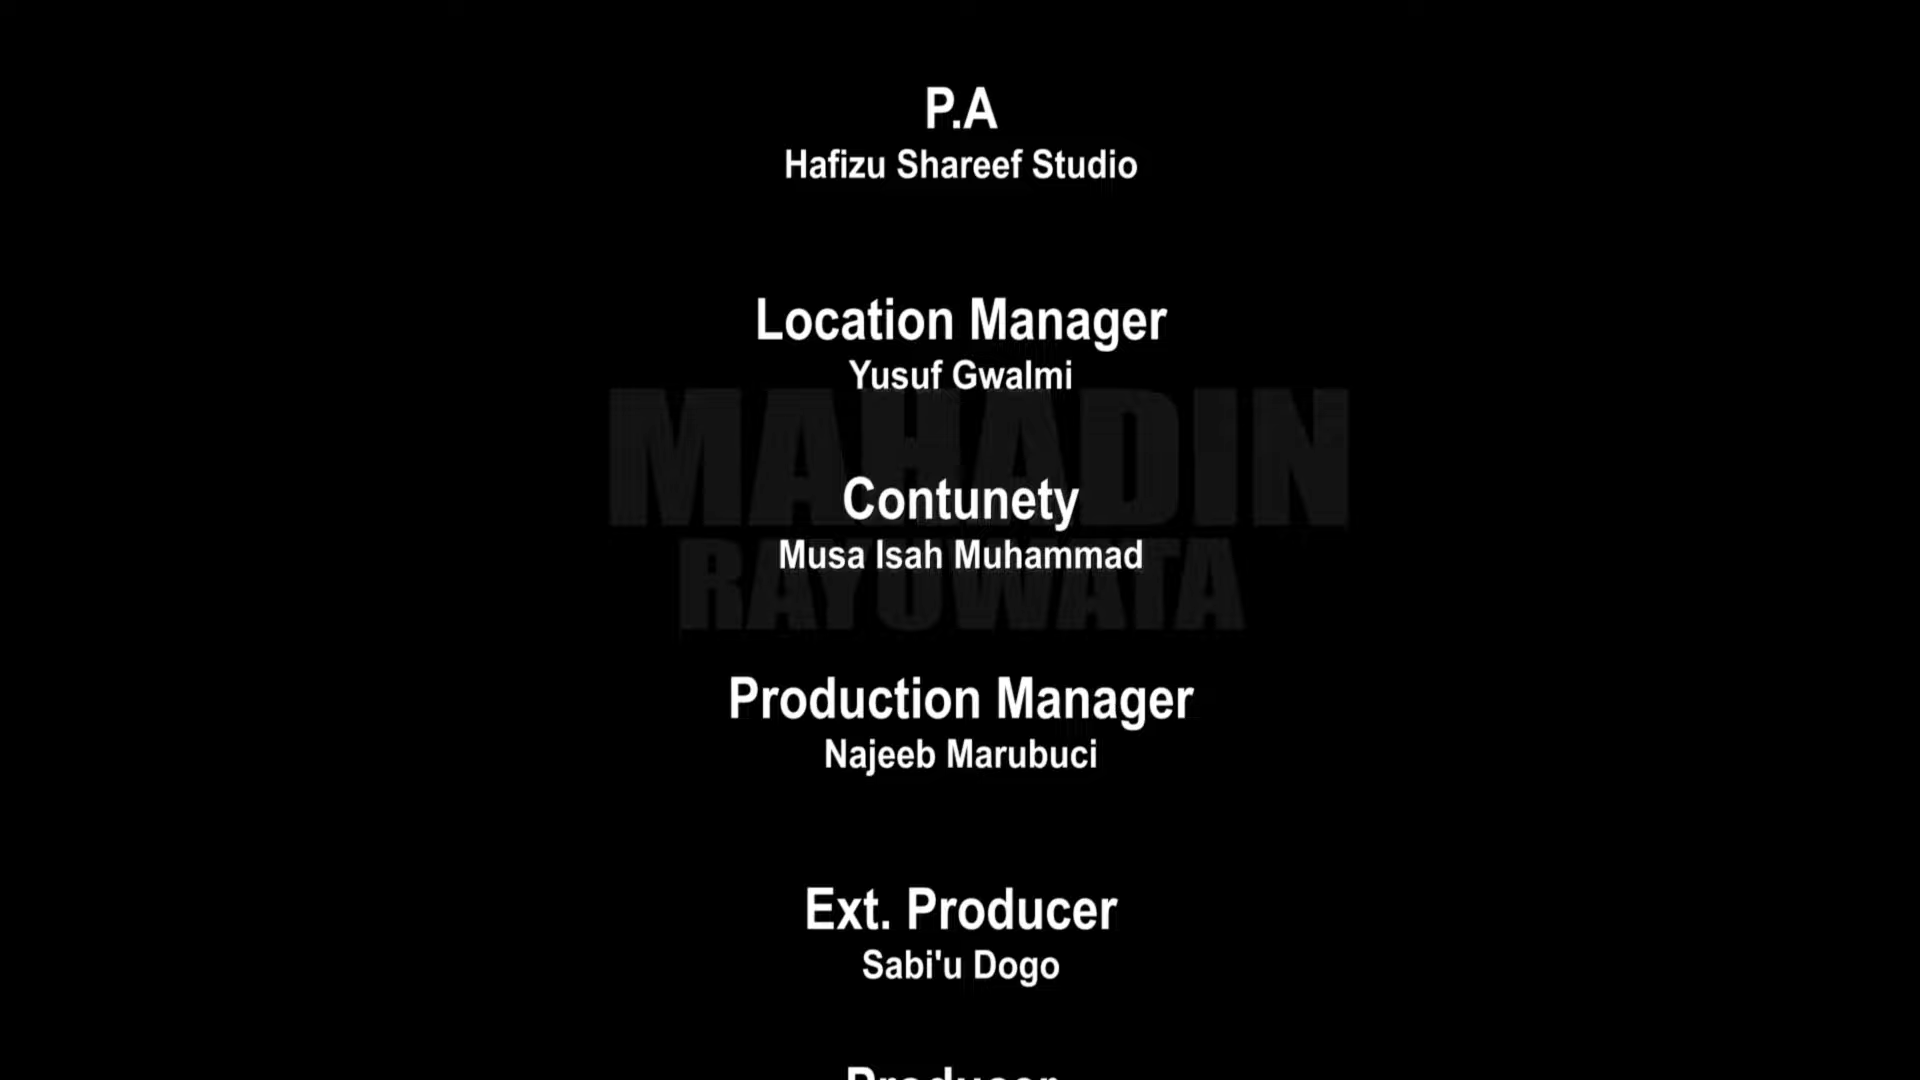 P.A
Hafizu Shareef Studio
Location Manager
Yusuf Gwalmi
MAHADIN
Contunety
Musa Isah Muhammad
RAYUWATA
Production Manager
Najeeb Marubuci
Ext. Producer
Sabi'u Dogo
Producer